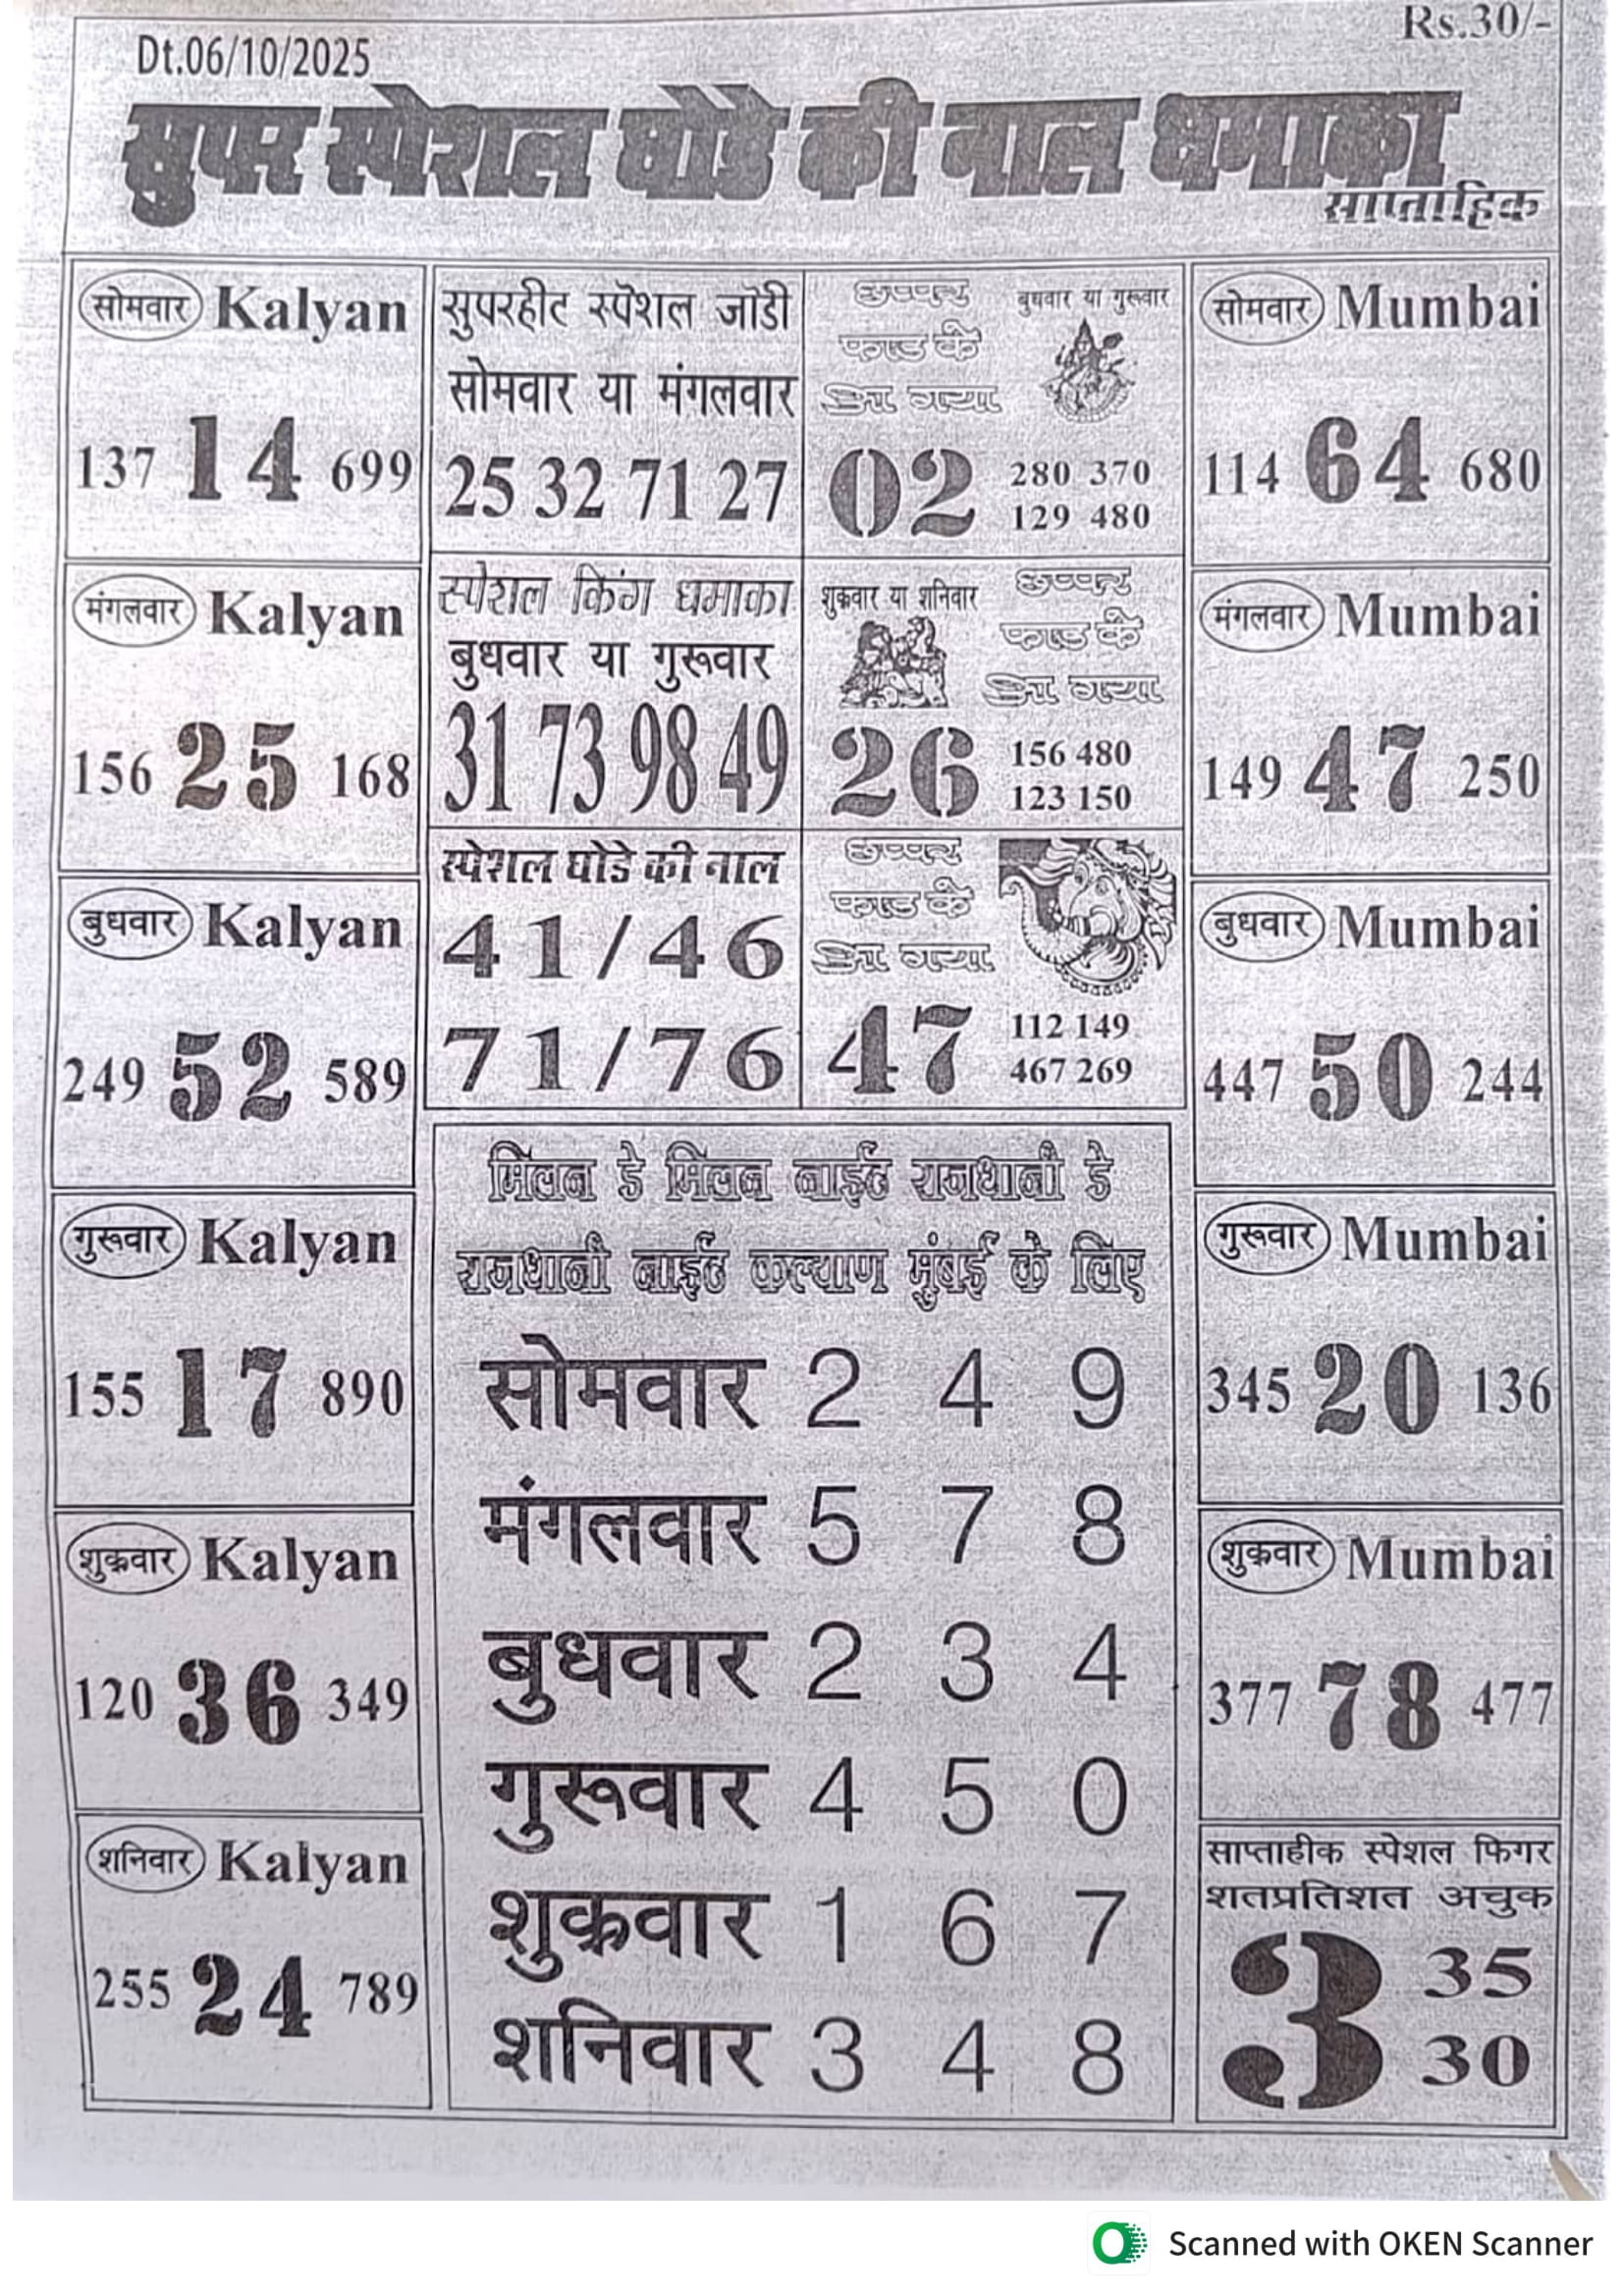 Rs.30/-
Dt.06/10/2025
सुपर स्पेशल घोडे की नाल धमाका
साप्ताहिक
सोमवार Kalyan
137 14 699
मंगलवार Kalyan
156 25 168
बुधवार Kalyan
249 52 589
गुरूवार Kalyan
155 17 890
शुक्रवार Kalyan
120 36 349
शनिवार Kalyan
255 24 789
सुपरहीट स्पेशल जोडी
सोमवार या मंगलवार
25 32 71 27
स्पेशल किंग धमाका
बुधवार या गुरूवार
31 73 98 49
स्पेशल घोडे की नाल
41/46
71/76
छप्पर
फाड के
आ गया
बुधवार या गुरूवार
02
280 370
129 480
शुक्रवार या शनिवार
छप्पर
फाड के
आ गया
26
156 480
123 150
छप्पर
फाड के
आ गया
47
112 149
467 269
मिलन डे मिलन नाईट राजधानी डे
राजधानी नाईट कल्याण मुंबई के लिए
सोमवार 2 4 9
मंगलवार 5 7 8
बुधवार 2 3 4
गुरूवार 4 5 0
शुक्रवार 1 6 7
शनिवार 3 4 8
सोमवार Mumbai
114 64 680
मंगलवार Mumbai
149 47 250
बुधवार Mumbai
447 50 244
गुरूवार Mumbai
345 20 136
शुक्रवार Mumbai
377 78 477
साप्ताहीक स्पेशल फिगर
शतप्रतिशत अचुक
3
35
30
Scanned with OKEN Scanner